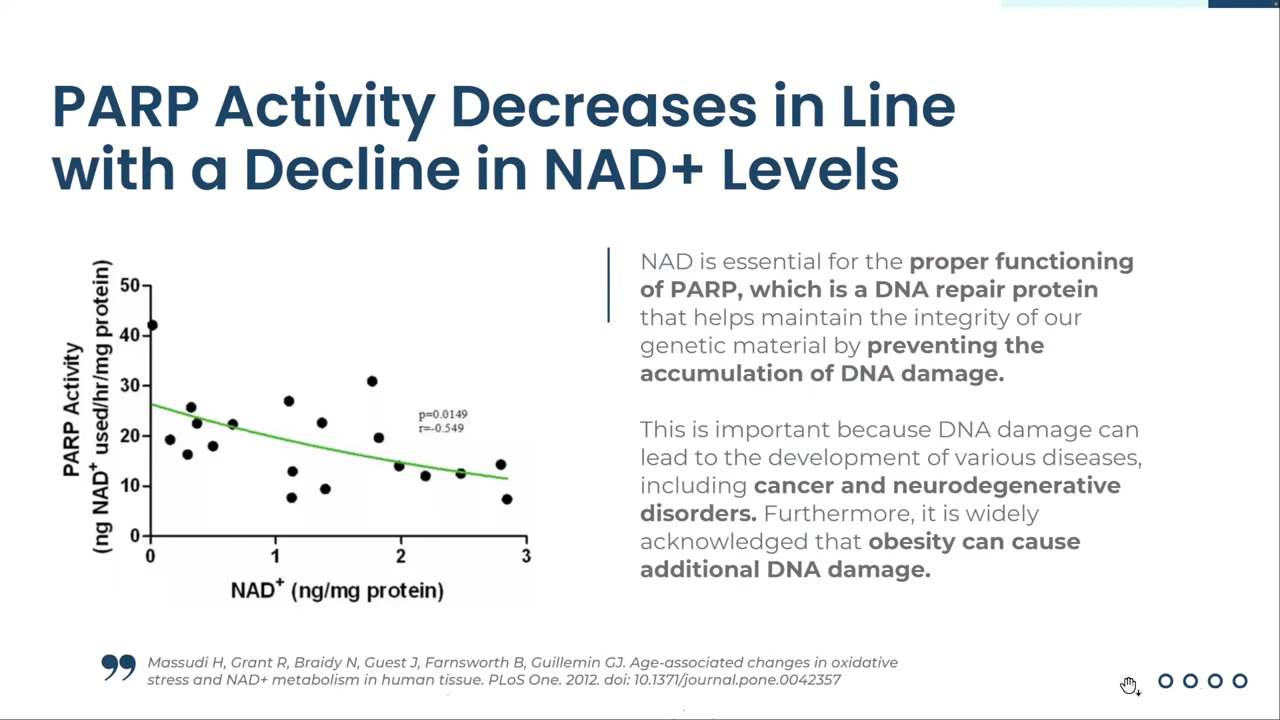 PARP Activity Decreases in Line
with a Decline in NAD+ Levels
PARP Activity
(ng NAD+ used/hr/mg protein)
50
40
30
20
10
0
p=0.0149
r=-0.549
0
1
2
3
NAD+ (ng/mg protein)
NAD is essential for the proper functioning
of PARP, which is a DNA repair protein
that helps maintain the integrity of our
genetic material by preventing the
accumulation of DNA damage.
This is important because DNA damage can
lead to the development of various diseases,
including cancer and neurodegenerative
disorders. Furthermore, it is widely
acknowledged that obesity can cause
additional DNA damage.
Massudi H, Grant R, Braidy N, Guest J, Farnsworth B, Guillemin GJ. Age-associated changes in oxidative
stress and NAD+ metabolism in human tissue. PLoS One. 2012. doi: 10.1371/journal.pone.0042357